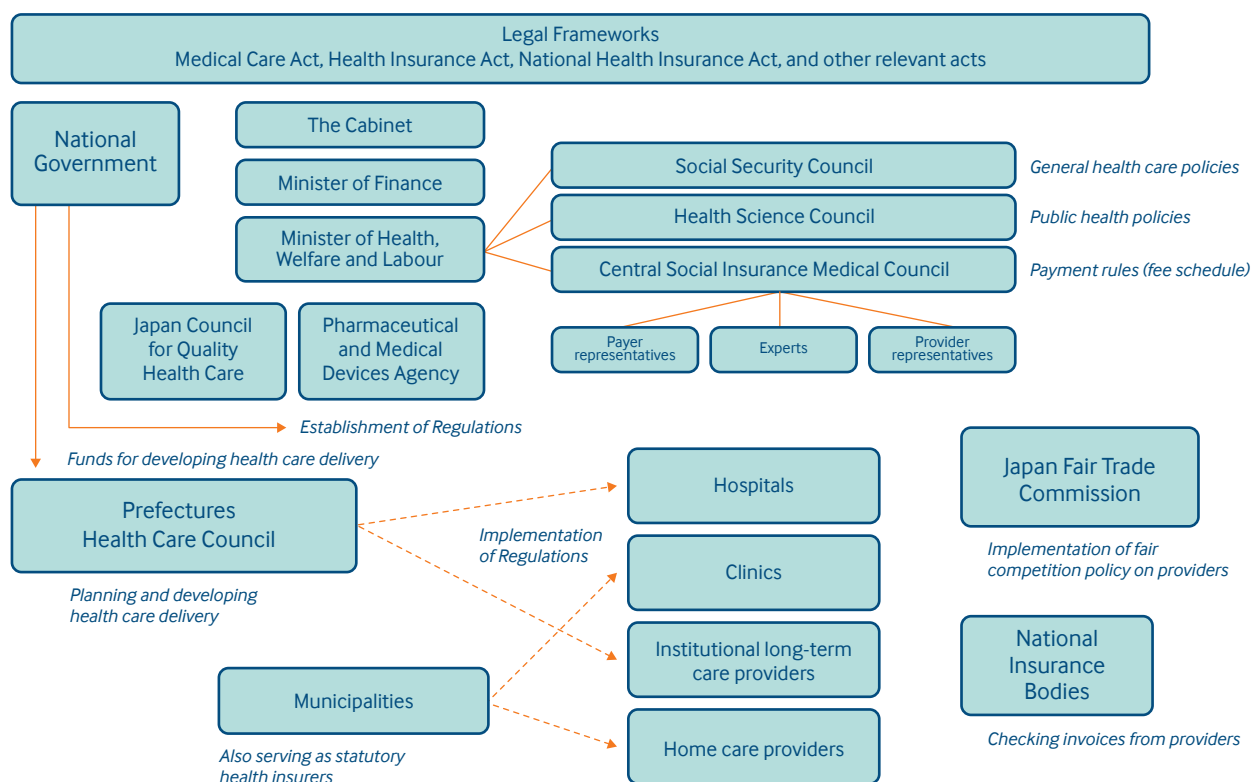 Legal Frameworks
Medical Care Act, Health Insurance Act, National Health Insurance Act, and other relevant acts
National
Government
The Cabinet
Minister of Finance
Minister of Health,
Welfare and Labour
Social Security Council
General health care policies
Health Science Council
Public health policies
Central Social Insurance Medical Council
Payment rules (fee schedule)
Japan Council
for Quality
Health Care
Pharmaceutical
and Medical
Devices Agency
Payer
representatives
Experts
Provider
representatives
Establishment of Regulations
Funds for developing health care delivery
Prefectures
Health Care Council
Planning and developing
health care delivery
Implementation
of Regulations
Hospitals
Clinics
Institutional long-term
care providers
Home care providers
Municipalities
Also serving as statutory
health insurers
Japan Fair Trade
Commission
Implementation of fair
competition policy on providers
National
Insurance
Bodies
Checking invoices from providers